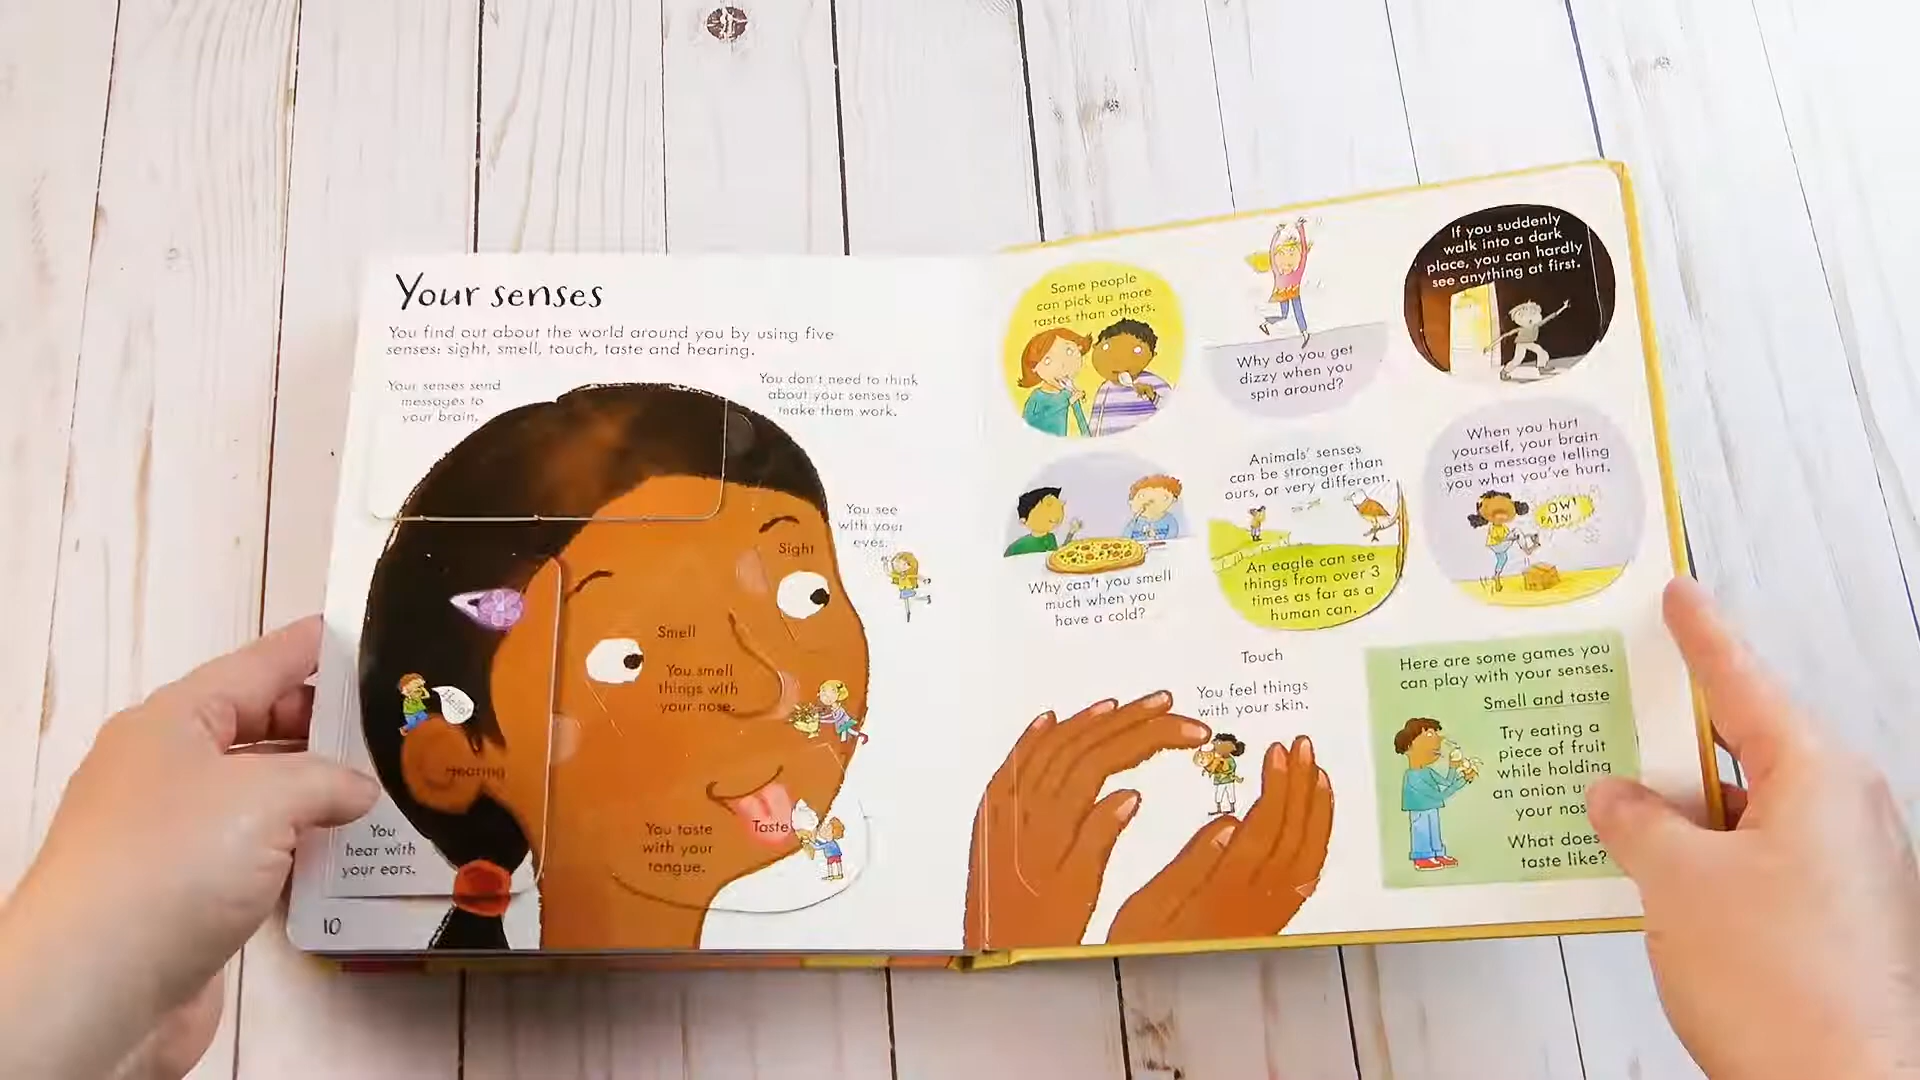 Your senses
You find out about the world around you by using five
senses: sight, smell, touch, taste and hearing.
Your senses send
messages to
your brain.
You don't need to think
about your senses to
make them work.
You see
with your
eyes.
Sight
Smell
You smell
things with
your nose.
Hello!
Hearing
You
hear with
your ears.
You taste
with your
tongue.
Taste
10
Some people
can pick up more
tastes than others.
Why do you get
dizzy when you
spin around?
If you suddenly
walk into a dark
place, you can hardly
see anything at first.
Why can't you smell
much when you
have a cold?
Animals' senses
can be stronger than
ours, or very different.
An eagle can see
things from over 3
times as far as a
human can.
When you hurt
yourself, your brain
gets a message telling
you what you've hurt.
OW!
PAIN!
Touch
You feel things
with your skin.
Here are some games you
can play with your senses.
Smell and taste
Try eating a
piece of fruit
while holding
an onion
your
What does
taste like?